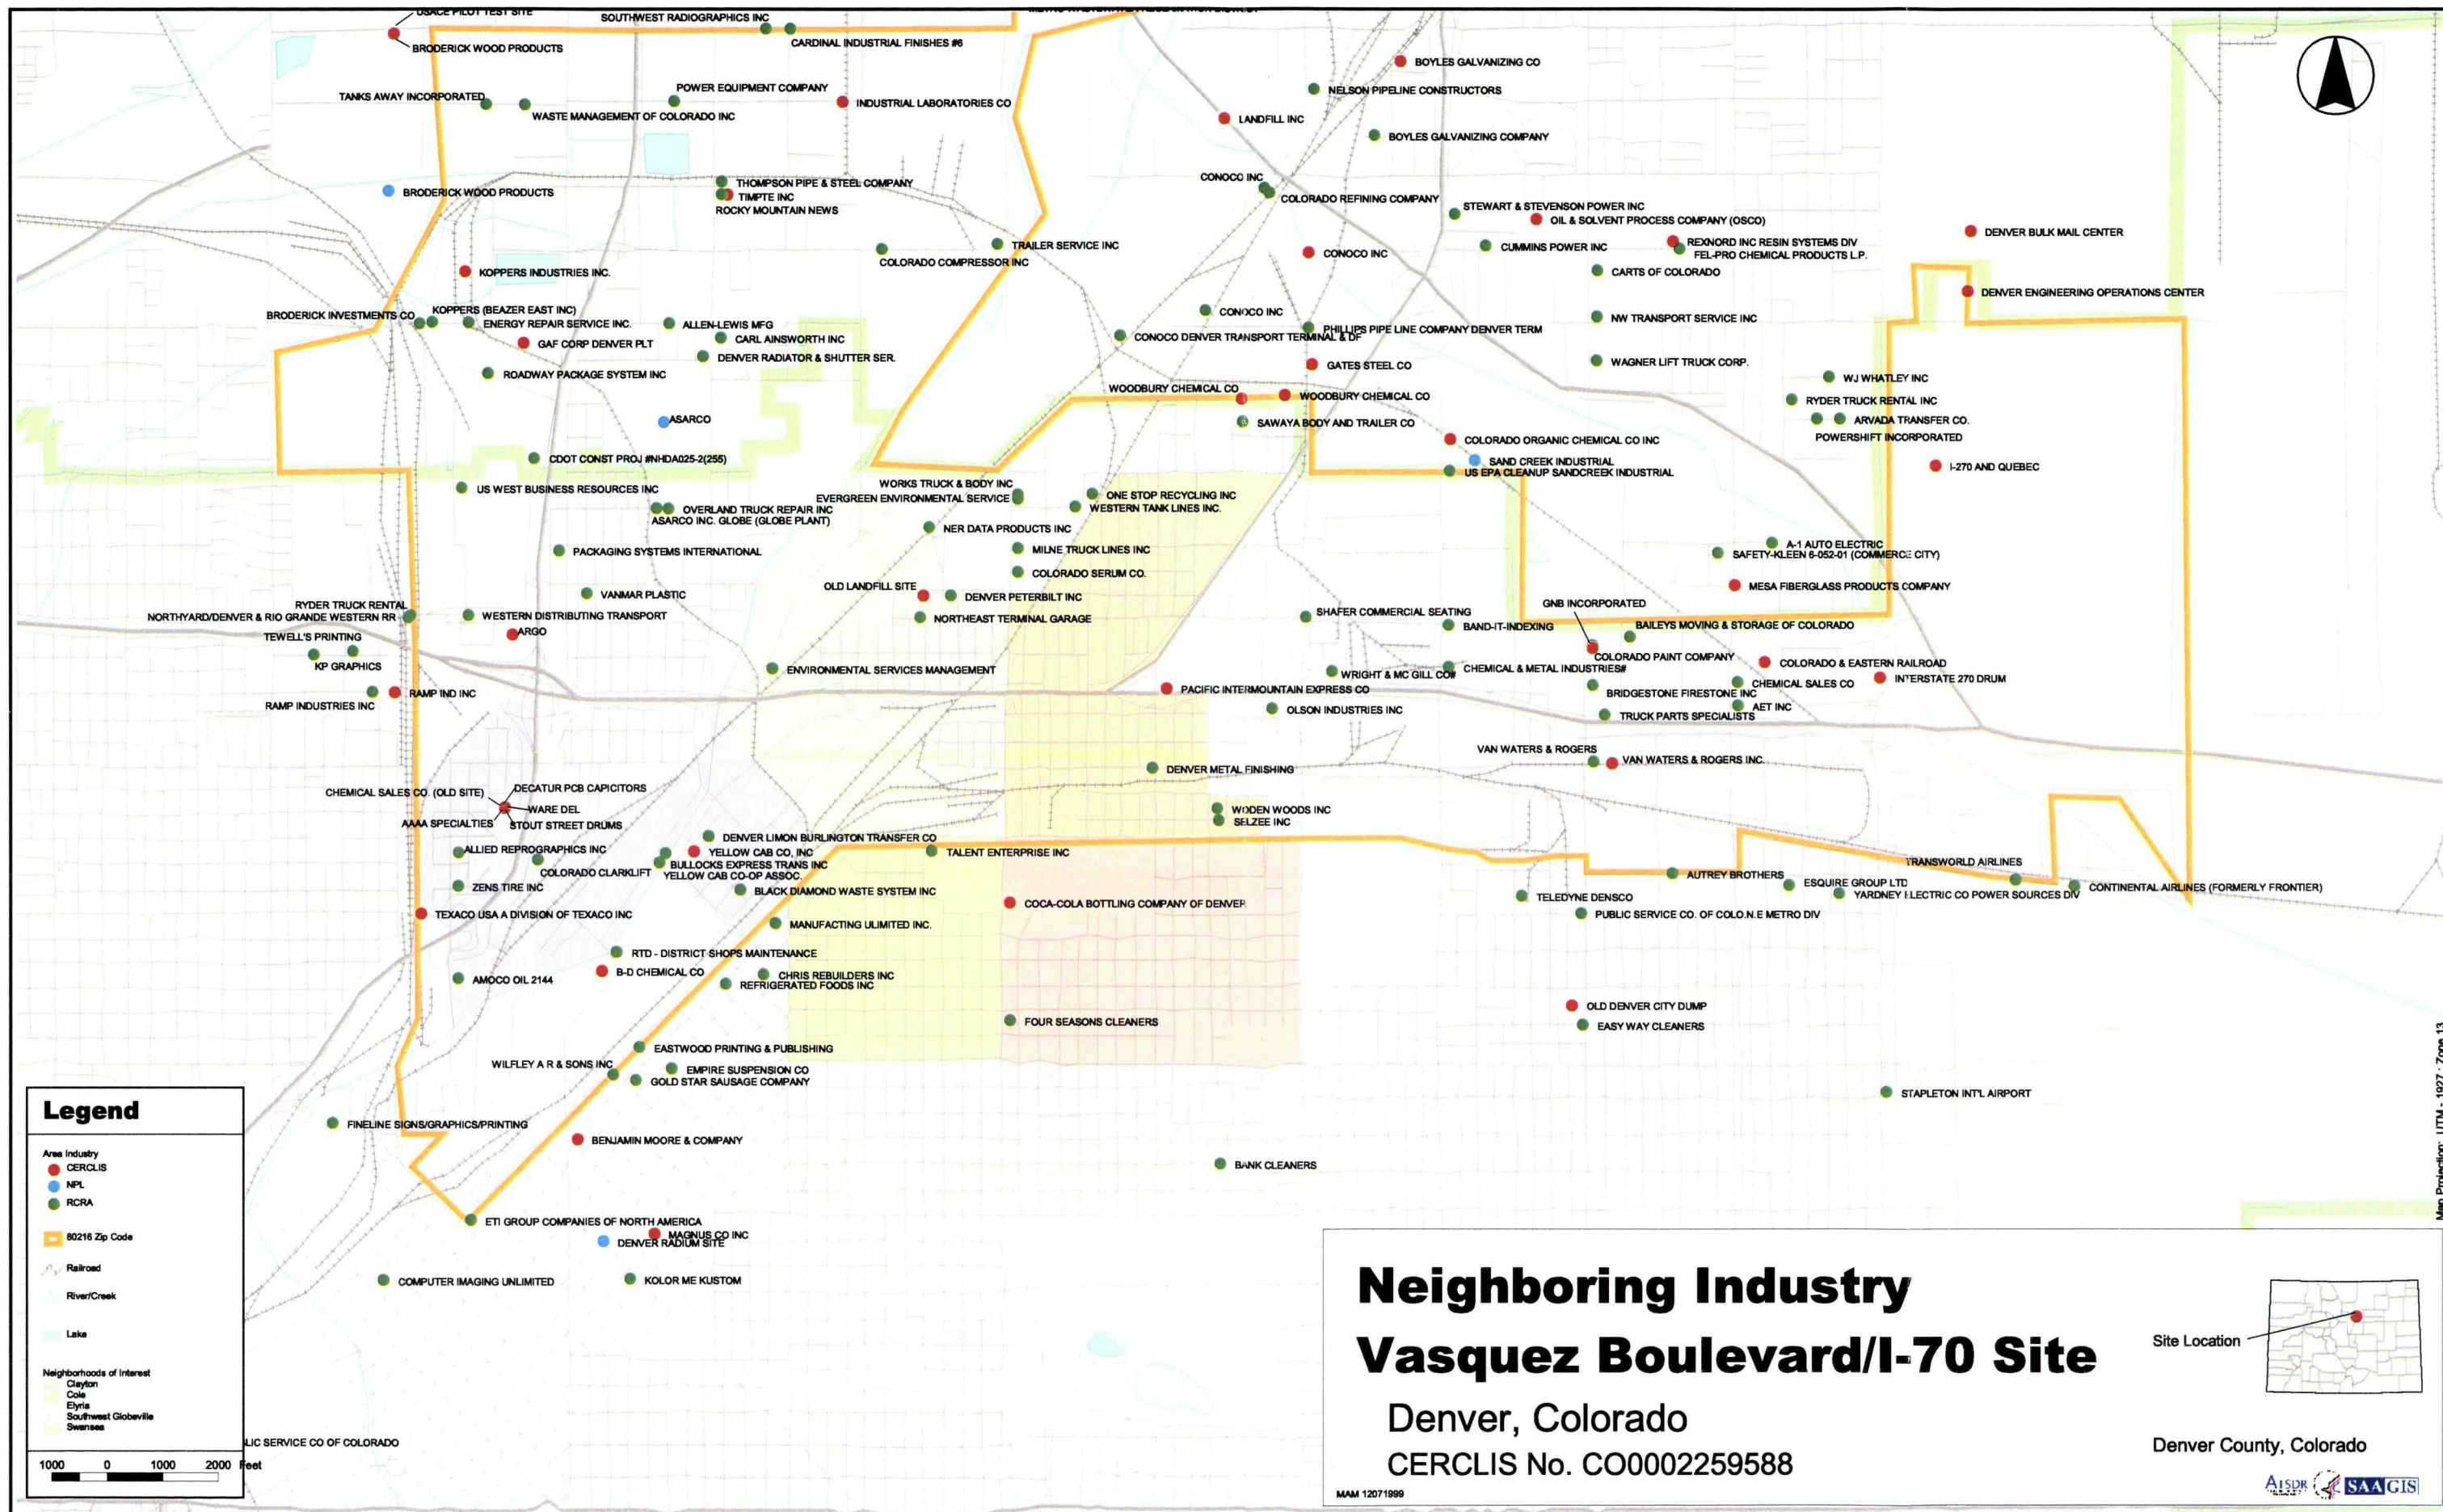 USACE PILOT TEST SITE
SOUTHWEST RADIOGRAPHICS INC
BRODERICK WOOD PRODUCTS
CARDINAL INDUSTRIAL FINISHES #6
BOYLES GALVANIZING CO
TANKS AWAY INCORPORATED
POWER EQUIPMENT COMPANY
NELSON PIPELINE CONSTRUCTORS
INDUSTRIAL LABORATORIES CO
WASTE MANAGEMENT OF COLORADO INC
LANDFILL INC
BOYLES GALVANIZING COMPANY
CONOCO INC
THOMPSON PIPE & STEEL COMPANY
BRODERICK WOOD PRODUCTS
TIMPTE INC
COLORADO REFINING COMPANY
ROCKY MOUNTAIN NEWS
STEWART & STEVENSON POWER INC
OIL & SOLVENT PROCESS COMPANY (OSCO)
DENVER BULK MAIL CENTER
TRAILER SERVICE INC
CUMMINS POWER INC
REXNORD INC RESIN SYSTEMS DIV
CONOCO INC
FEL-PRO CHEMICAL PRODUCTS L.P.
COLORADO COMPRESSOR INC
KOPPERS INDUSTRIES INC.
CARTS OF COLORADO
DENVER ENGINEERING OPERATIONS CENTER
KOPPERS (BEAZER EAST INC)
CONOCO INC
BRODERICK INVESTMENTS CO
ENERGY REPAIR SERVICE INC.
ALLEN-LEWIS MFG
NW TRANSPORT SERVICE INC
PHILLIPS PIPE LINE COMPANY DENVER TERM
CONOCO DENVER TRANSPORT TERMINAL & DF
GAF CORP DENVER PLT
CARL AINSWORTH INC
DENVER RADIATOR & SHUTTER SER.
GATES STEEL CO
WAGNER LIFT TRUCK CORP.
ROADWAY PACKAGE SYSTEM INC
WJ WHATLEY INC
WOODBURY CHEMICAL CO
WOODBURY CHEMICAL CO
RYDER TRUCK RENTAL INC
ASARCO
SAWAYA BODY AND TRAILER CO
ARVADA TRANSFER CO.
POWERSHIFT INCORPORATED
COLORADO ORGANIC CHEMICAL CO INC
CDOT CONST PROJ #NHDA025-2(255)
SAND CREEK INDUSTRIAL
I-270 AND QUEBEC
US EPA CLEANUP SANDCREEK INDUSTRIAL
US WEST BUSINESS RESOURCES INC
WORKS TRUCK & BODY INC
EVERGREEN ENVIRONMENTAL SERVICE
ONE STOP RECYCLING INC
OVERLAND TRUCK REPAIR INC
WESTERN TANK LINES INC.
ASARCO INC. GLOBE (GLOBE PLANT)
NER DATA PRODUCTS INC
PACKAGING SYSTEMS INTERNATIONAL
MILNE TRUCK LINES INC
A-1 AUTO ELECTRIC
SAFETY-KLEEN 6-052-01 (COMMERCE CITY)
COLORADO SERUM CO.
OLD LANDFILL SITE
MESA FIBERGLASS PRODUCTS COMPANY
VANMAR PLASTIC
DENVER PETERBILT INC
GNB INCORPORATED
RYDER TRUCK RENTAL
NORTHYARD/DENVER & RIO GRANDE WESTERN RR
WESTERN DISTRIBUTING TRANSPORT
NORTHEAST TERMINAL GARAGE
SHAFER COMMERCIAL SEATING
BAND-IT-INDEXING
BAILEYS MOVING & STORAGE OF COLORADO
ARGO
TEWELL'S PRINTING
KP GRAPHICS
COLORADO PAINT COMPANY
COLORADO & EASTERN RAILROAD
ENVIRONMENTAL SERVICES MANAGEMENT
WRIGHT & MC GILL CO#
CHEMICAL & METAL INDUSTRIES#
INTERSTATE 270 DRUM
RAMP IND INC
PACIFIC INTERMOUNTAIN EXPRESS CO
CHEMICAL SALES CO
BRIDGESTONE FIRESTONE INC
RAMP INDUSTRIES INC
OLSON INDUSTRIES INC
AET INC
TRUCK PARTS SPECIALISTS
VAN WATERS & ROGERS
VAN WATERS & ROGERS INC.
DENVER METAL FINISHING
CHEMICAL SALES CO. (OLD SITE)
DECATUR PCB CAPICITORS
WARE DEL
WODEN WOODS INC
AAAA SPECIALTIES
STOUT STREET DRUMS
SELZEE INC
DENVER LIMON BURLINGTON TRANSFER CO
ALLIED REPROGRAPHICS INC
YELLOW CAB CO, INC
TALENT ENTERPRISE INC
BULLOCKS EXPRESS TRANS INC
COLORADO CLARKLIFT
YELLOW CAB CO-OP ASSOC.
TRANSWORLD AIRLINES
AUTREY BROTHERS
ESQUIRE GROUP LTD
CONTINENTAL AIRLINES (FORMERLY FRONTIER)
ZENS TIRE INC
BLACK DIAMOND WASTE SYSTEM INC
TELEDYNE DENSCO
YARDNEY ELECTRIC CO POWER SOURCES DIV
COCA-COLA BOTTLING COMPANY OF DENVER
TEXACO USA A DIVISION OF TEXACO INC
PUBLIC SERVICE CO. OF COLO.N.E METRO DIV
MANUFACTING ULIMITED INC.
RTD - DISTRICT SHOPS MAINTENANCE
B-D CHEMICAL CO
CHRIS REBUILDERS INC
AMOCO OIL 2144
REFRIGERATED FOODS INC
OLD DENVER CITY DUMP
FOUR SEASONS CLEANERS
EASY WAY CLEANERS
EASTWOOD PRINTING & PUBLISHING
WILFLEY A R & SONS INC
EMPIRE SUSPENSION CO
GOLD STAR SAUSAGE COMPANY
STAPLETON INT'L AIRPORT
FINELINE SIGNS/GRAPHICS/PRINTING
BENJAMIN MOORE & COMPANY
BANK CLEANERS
ETI GROUP COMPANIES OF NORTH AMERICA
MAGNUS CO INC
DENVER RADIUM SITE
COMPUTER IMAGING UNLIMITED
KOLOR ME KUSTOM
LIC SERVICE CO OF COLORADO
Legend
Area Industry
CERCLIS
NPL
RCRA
80216 Zip Code
Railroad
River/Creek
Lake
Neighborhoods of Interest
Clayton
Cole
Elyria
Southwest Globeville
Swansea
1000 0 1000 2000 Feet
Map Projection: UTM - 1927 : Zone 13
Neighboring Industry
Vasquez Boulevard/I-70 Site
Denver, Colorado
CERCLIS No. CO0002259588
MAM 12071999
Site Location
Denver County, Colorado
ATSDR
SAAGIS